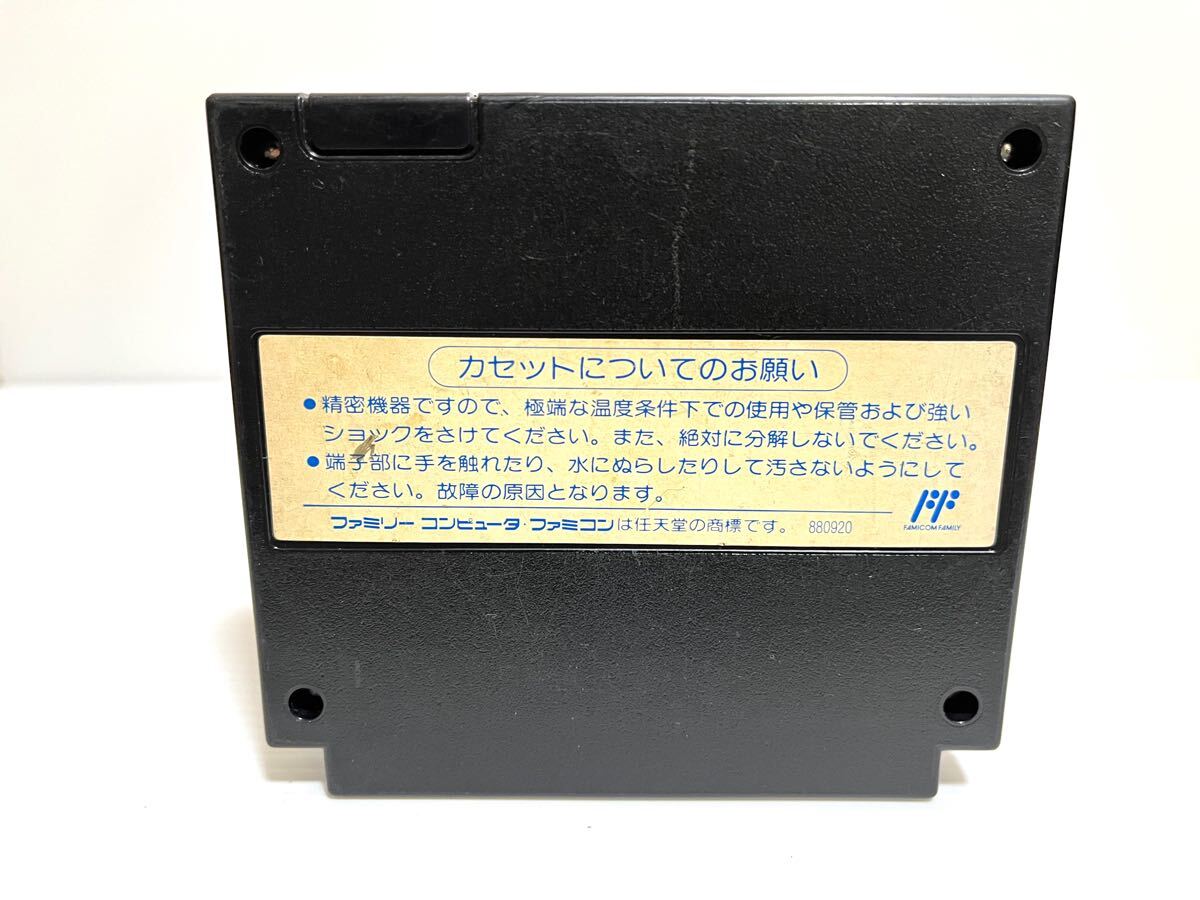 カセットについてのお願い
●精密機器ですので、極端な温度条件下での使用や保管および強い
ショックをさけてください。また、絶対に分解しないでください。
●端子部に手を触れたり、水にぬらしたりして汚さないようにして
ください。故障の原因となります。
FAMICOM FAMILY
ファミリーコンピュータ・ファミコンは任天堂の商標です。 880920